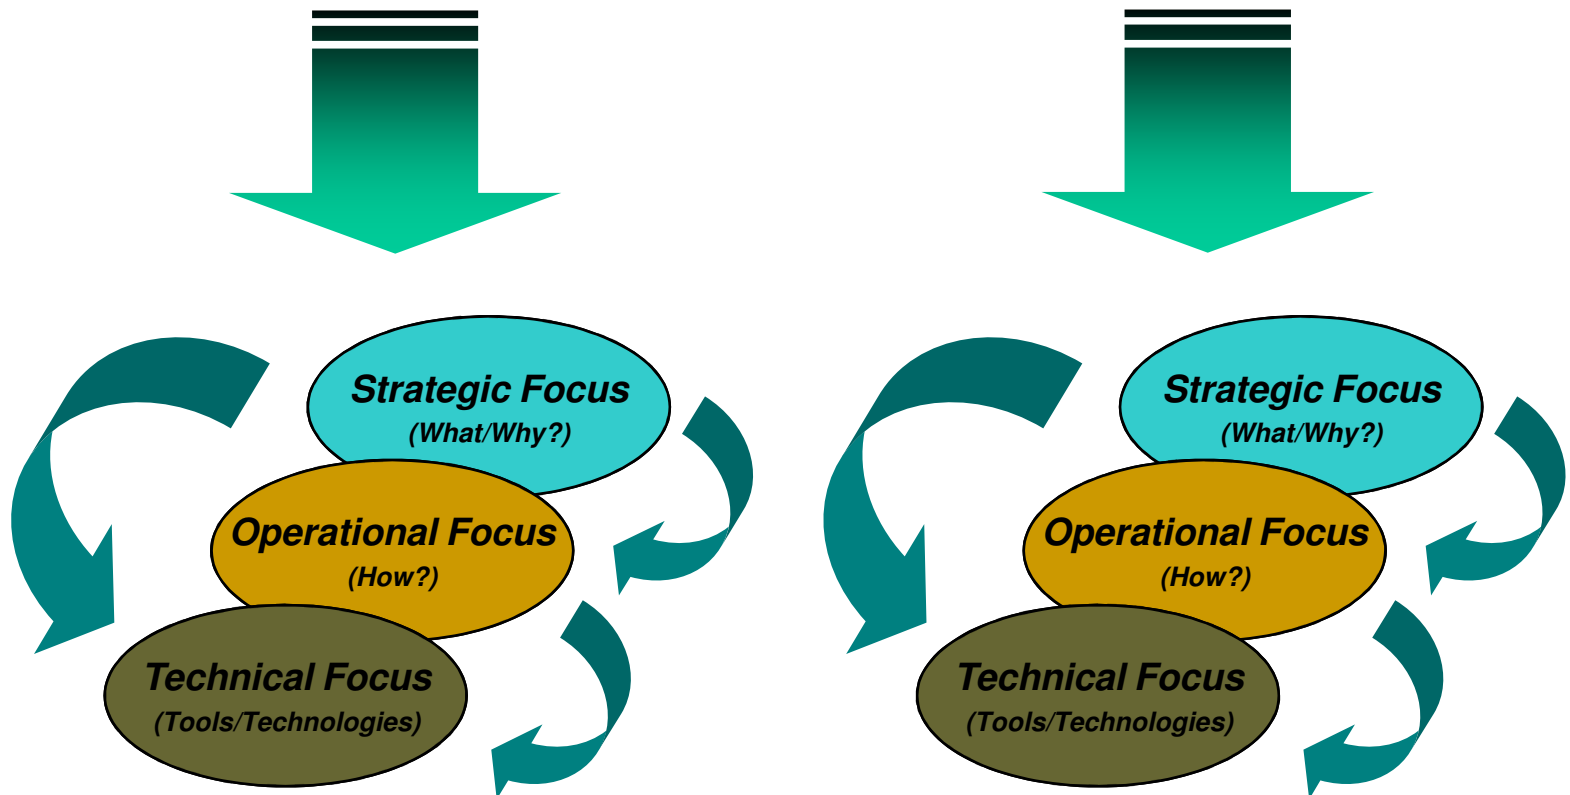 Strategic Focus
(What/Why?)
Operational Focus
(How?)
Technical Focus
(Tools/Technologies)
Strategic Focus
(What/Why?)
Operational Focus
(How?)
Technical Focus
(Tools/Technologies)